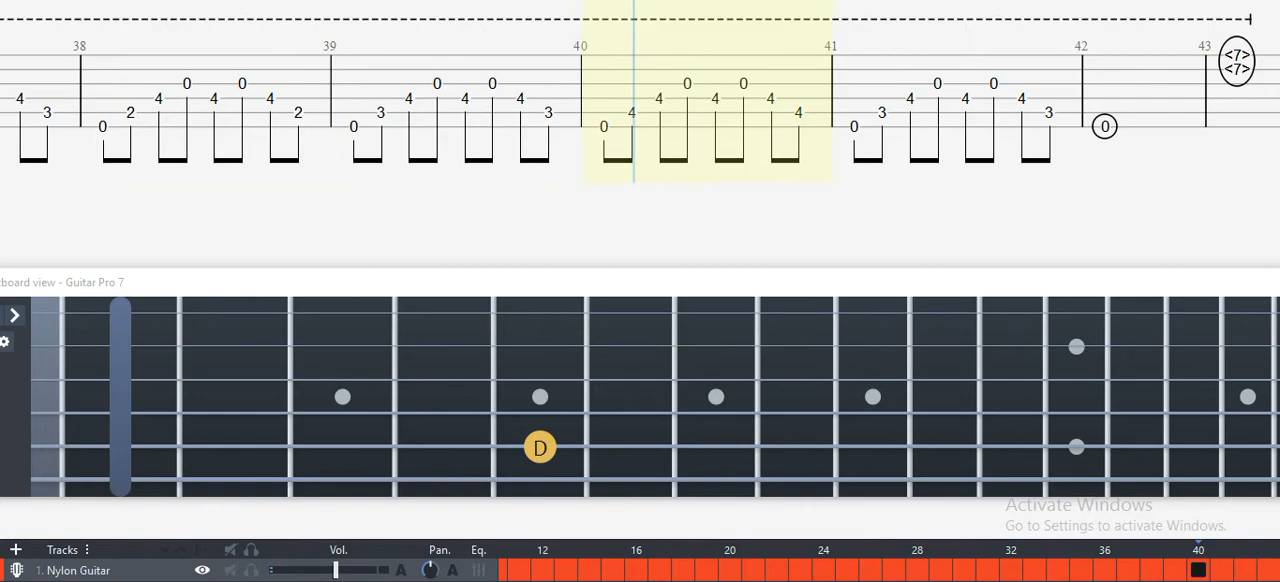 38 39 40 41 42 43
<7>
<7>
0 0 0 0 0 0 0 0
4 4 4 4 4 4 4 4 4 4 4 4 4
3 2 2 3 3 4 4 3 3
0 0 0 0 0
board view - Guitar Pro 7
D
Activate Windows
Go to Settings to activate Windows.
Tracks Vol. Pan. Eq. 12 16 20 24 28 32 36 40
1. Nylon Guitar A A